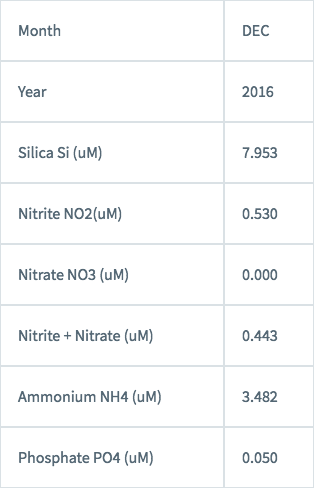 Month DEC
Year 2016
Silica Si (uM) 7.953
Nitrite NO2(uM) 0.530
Nitrate NO3 (uM) 0.000
Nitrite + Nitrate (uM) 0.443
Ammonium NH4 (uM) 3.482
Phosphate PO4 (uM) 0.050